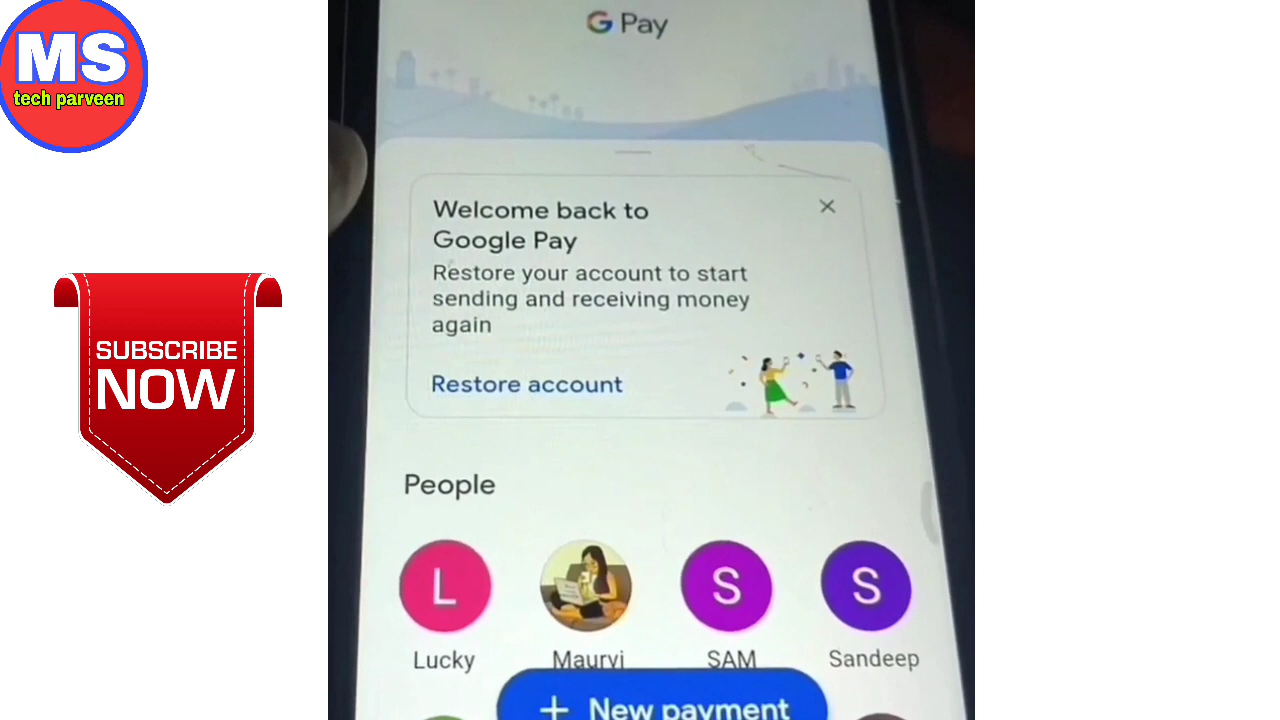 MS
tech parveen
SUBSCRIBE
NOW
G Pay
Welcome back to
Google Pay
Restore your account to start
sending and receiving money
again
Restore account
People
L
S
S
Lucky
Maurvi
SAM
Sandeep
+ New payment